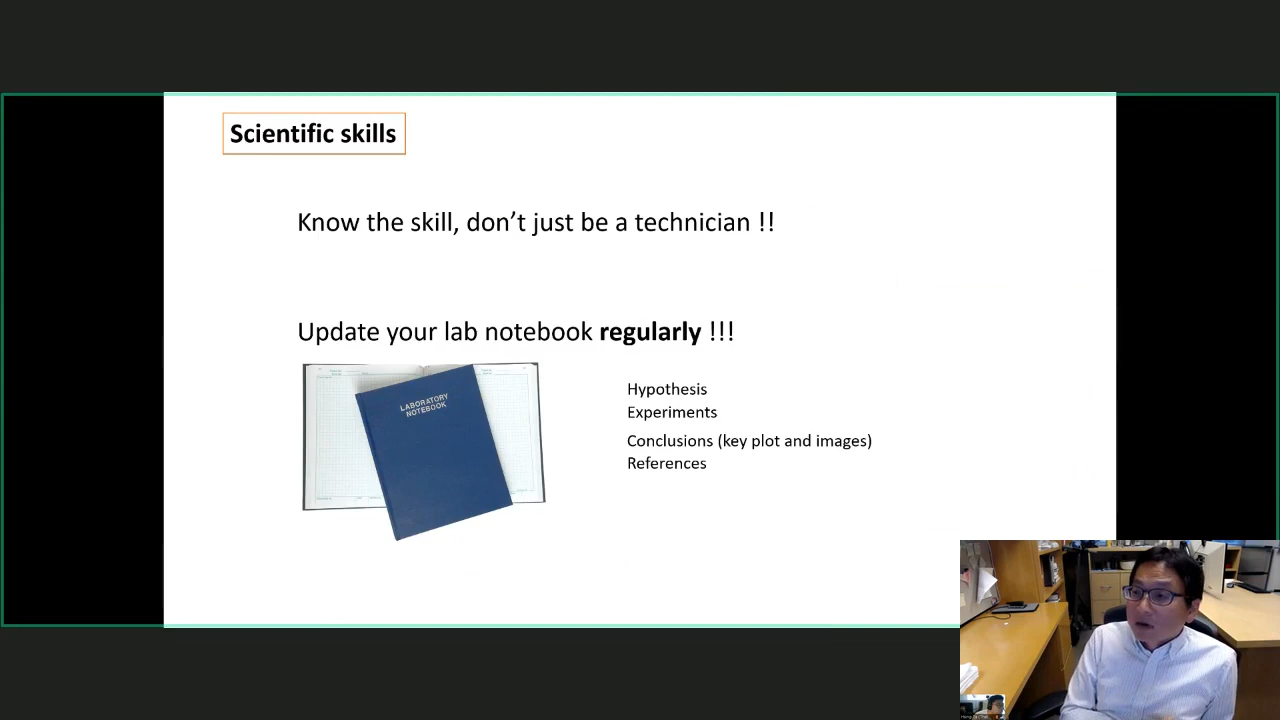 Scientific skills
Know the skill, don’t just be a technician !!
Update your lab notebook regularly !!!
LABORATORY
NOTEBOOK
Hypothesis
Experiments
Conclusions (key plot and images)
References